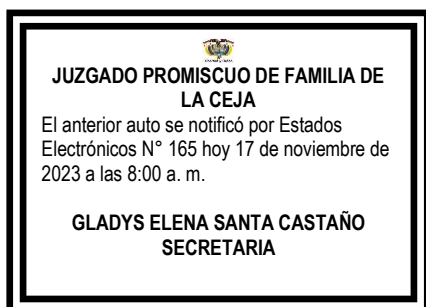 JUZGADO PROMISCUO DE FAMILIA DE
LA CEJA
El anterior auto se notificó por Estados
Electrónicos N° 165 hoy 17 de noviembre de
2023 a las 8:00 a. m.
GLADYS ELENA SANTA CASTAÑO
SECRETARIA